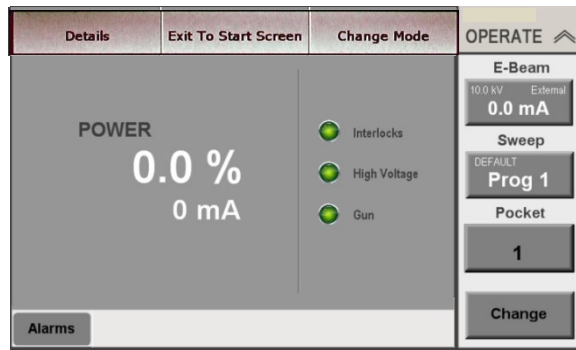 Details
Exit To Start Screen
Change Mode
OPERATE
POWER
0.0 %
0 mA
Interlocks
High Voltage
Gun
E-Beam
10.0 kV External
0.0 mA
Sweep
DEFAULT
Prog 1
Pocket
1
Change
Alarms